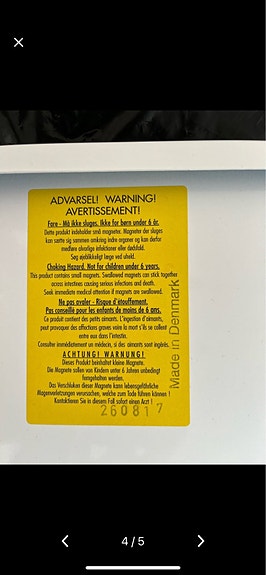 ADVARSEL! WARNING!
AVERTISSEMENT!
Fare - Må ikke sluges. Ikke for børn under 6 år.
Dette produkt indeholder små magneter. Magneter der sluges
kan sætte sig sammen omkring indre organer og kan derfor
medføre alvorlige infektioner eller dødsfald.
Søg øjeblikkeligt læge ved uheld.
Choking Hazard. Not for children under 6 years.
This product contains small magnets. Swallowed magnets can stick together
across intestines causing serious infections and death.
Seek immediate medical attention if magnets are swallowed.
Ne pas avaler - Risque d'étouffement.
Pas conseillé pour les enfants de moins de 6 ans.
Ce produit contient des petits aimants. L'ingestion d'aimants,
peut provoquer des affections graves voire la mort s'ils se collent
entre eux dans l'intestin.
Consulter immédiatement un médecin, si des aimants sont ingérés.
ACHTUNG! WARNUNG!
Dieses Produkt beinhaltet kleine Magnete.
Die Magnete sollen von Kindern unter 6 Jahren unbedingt
ferngehalten werden.
Das Verschlucken dieser Magnete kann lebensgefährliche
Magenverletzungen verursachen, welche zum Tode führen können !
Kontaktieren Sie in diesem Fall sofort einen Arzt !
260817
Made in Denmark
4/5